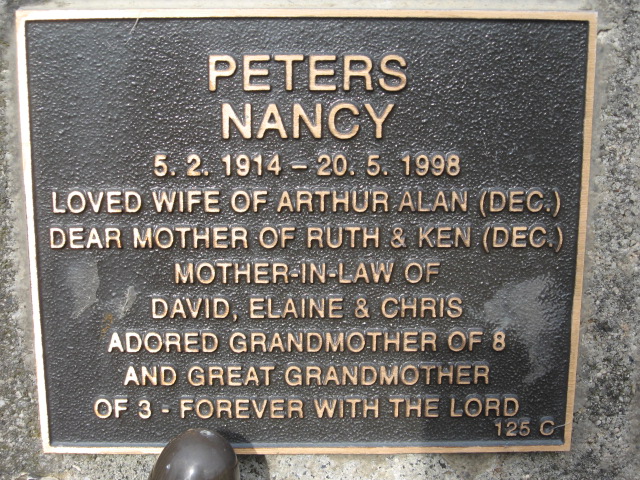 PETERS
NANCY
5. 2. 1914 – 20. 5. 1998
LOVED WIFE OF ARTHUR ALAN (DEC.)
DEAR MOTHER OF RUTH & KEN (DEC.)
MOTHER-IN-LAW OF
DAVID, ELAINE & CHRIS
ADORED GRANDMOTHER OF 8
AND GREAT GRANDMOTHER
OF 3 - FOREVER WITH THE LORD
125 C